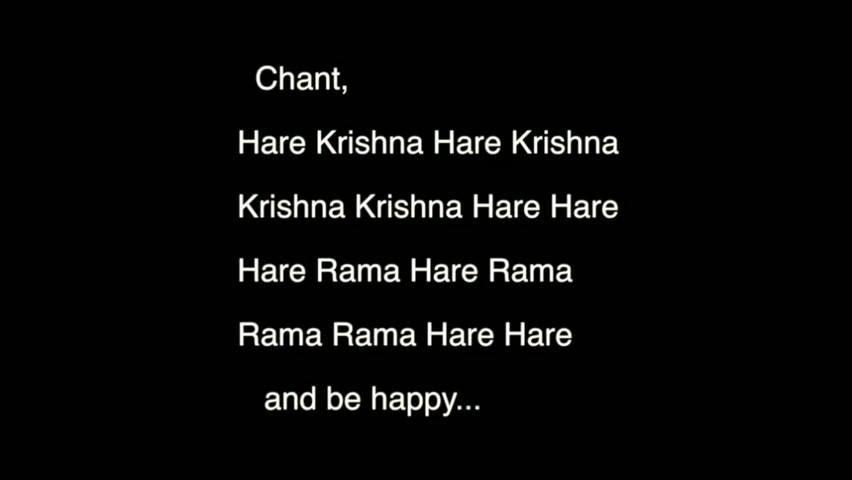 Chant,
Hare Krishna Hare Krishna
Krishna Krishna Hare Hare
Hare Rama Hare Rama
Rama Rama Hare Hare
and be happy...